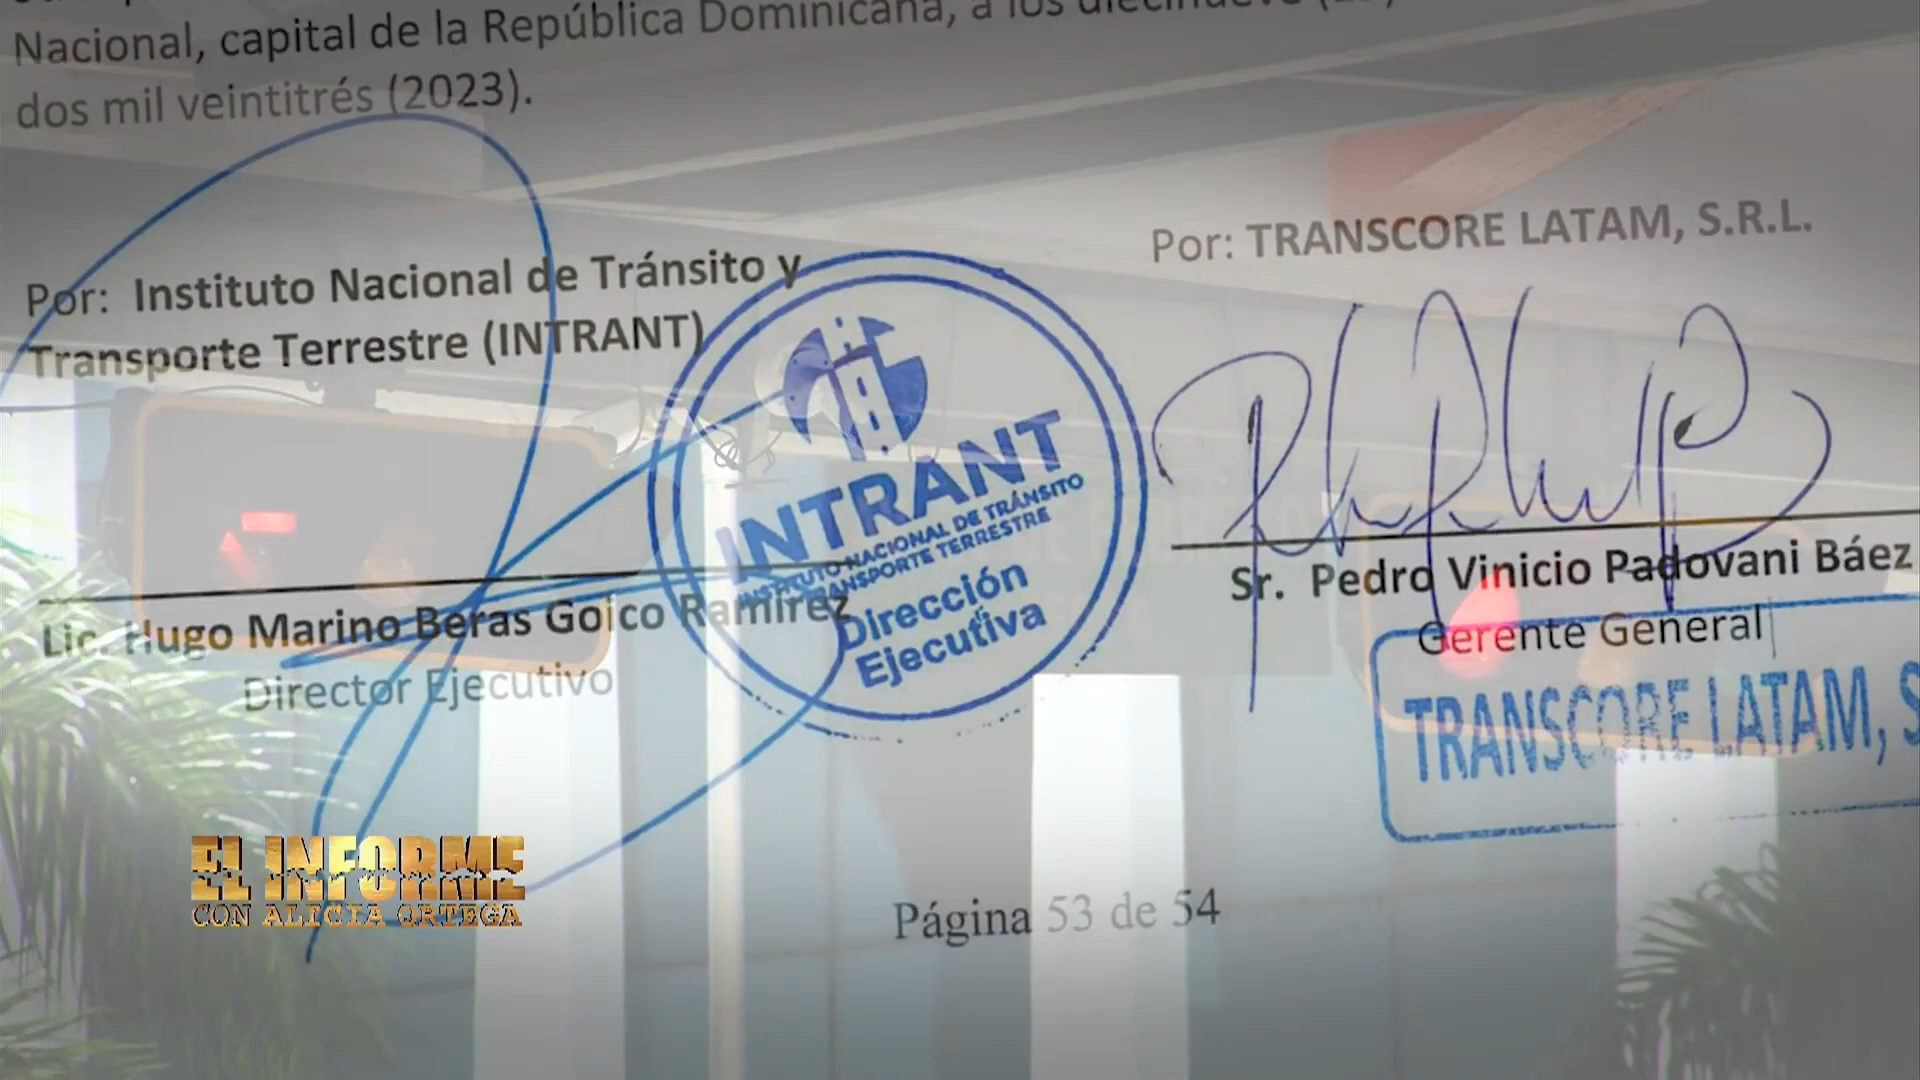 Nacional, capital de la República Dominicana, a los diecinueve
dos mil veintitrés (2023).
Por: Instituto Nacional de Tránsito y
Transporte Terrestre (INTRANT)
Lic. Hugo Marino Beras Goico Ramírez
Director Ejecutivo
INTRANT
INSTITUTO NACIONAL DE TRÁNSITO
TRANSPORTE TERRESTRE
Dirección
Ejecutiva
Por: TRANSCORE LATAM, S.R.L.
Sr. Pedro Vinicio Padovani Báez
Gerente General
TRANSCORE LATAM, S
EL INFORME
CON ALICIA ORTEGA
Página 53 de 54